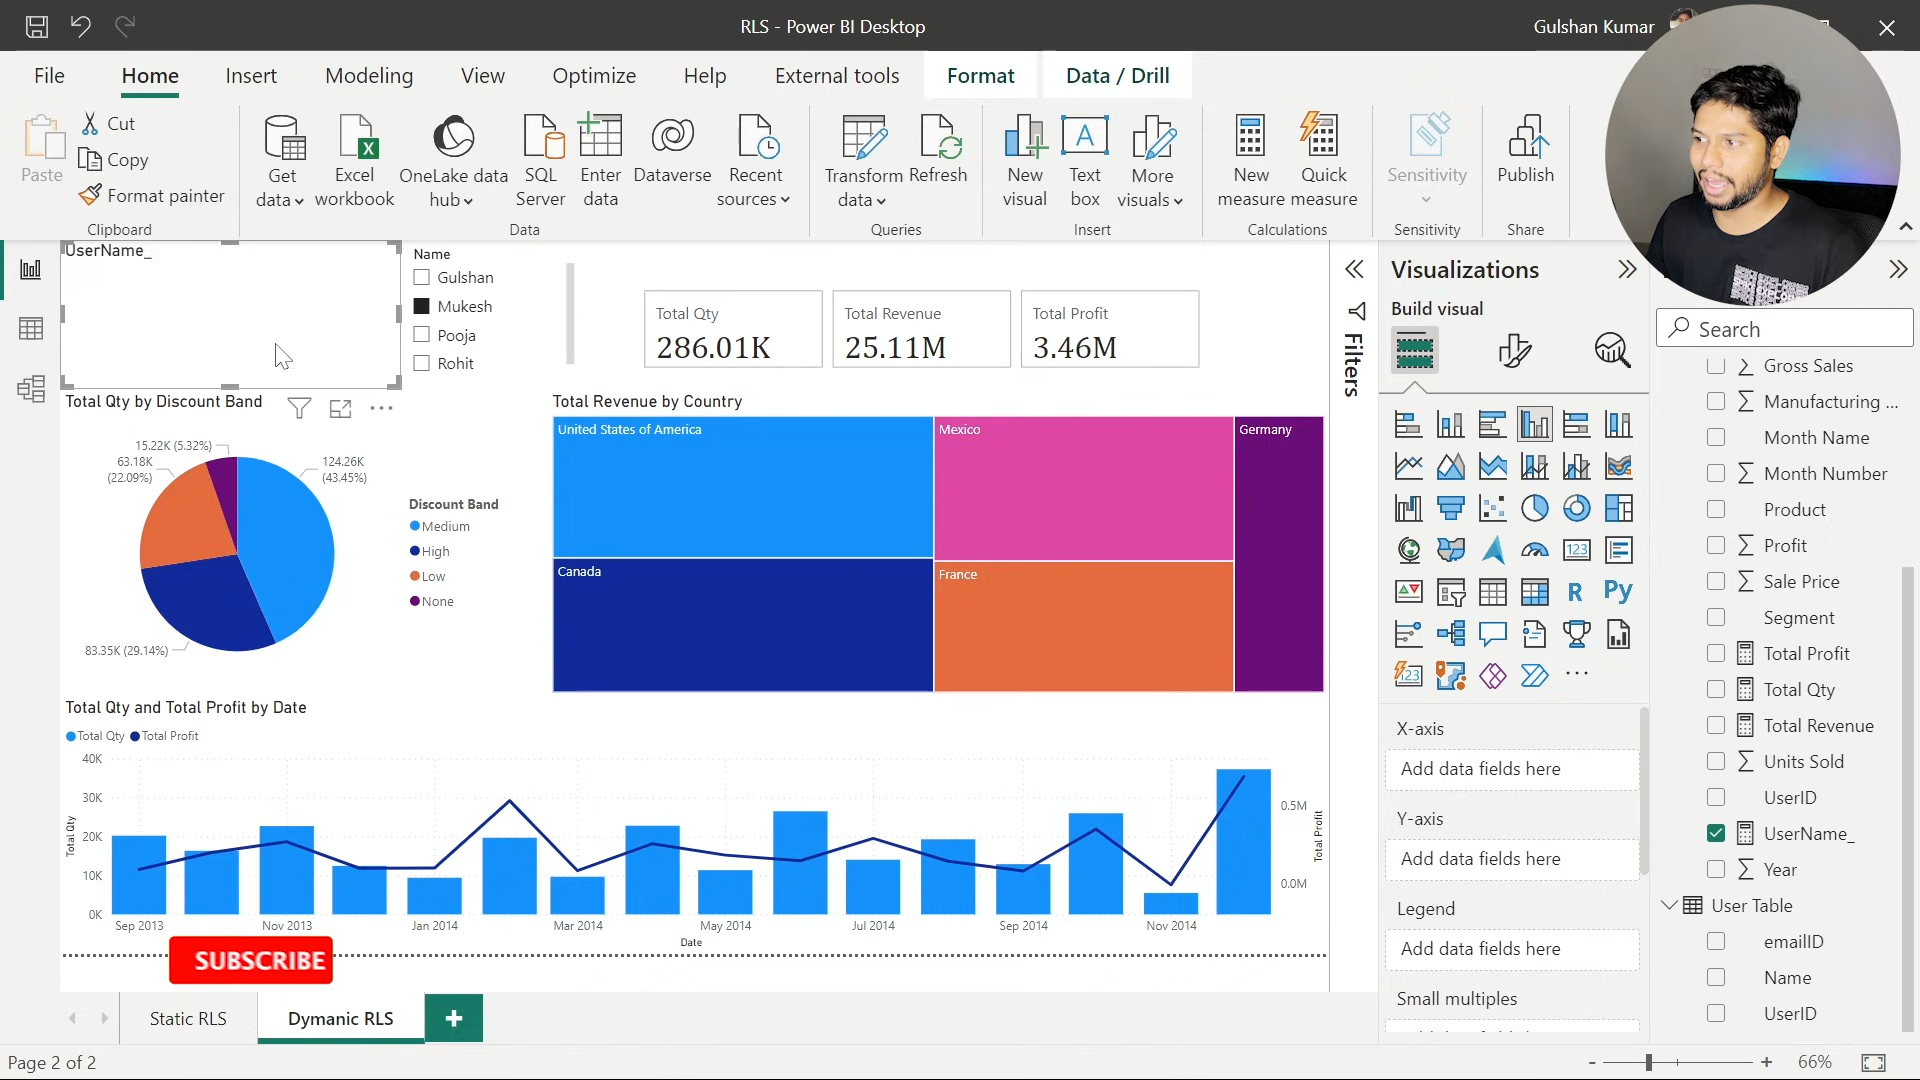 RLS - Power BI Desktop
Gulshan Kumar
File
Home
Insert
Modeling
View
Optimize
Help
External tools
Format
Data / Drill
Paste
Cut
Copy
Format painter
Clipboard
Get
data
Excel
workbook
OneLake data
hub
SQL
Server
Enter
data
Dataverse
Recent
sources
Data
Transform
data
Refresh
Queries
New
visual
Text
box
More
visuals
Insert
New
measure
Quick
measure
Calculations
Sensitivity
Sensitivity
Publish
Share
UserName_
Name
Gulshan
Mukesh
Pooja
Rohit
Total Qty
286.01K
Total Revenue
25.11M
Total Profit
3.46M
Total Qty by Discount Band
15.22K (5.32%)
63.18K
(22.09%)
124.26K
(43.45%)
83.35K (29.14%)
Discount Band
Medium
High
Low
None
Total Revenue by Country
United States of America
Mexico
Germany
Canada
France
Total Qty and Total Profit by Date
Total Qty
Total Profit
40K
30K
20K
10K
0K
Total Qty
0.5M
0.0M
Total Profit
Sep 2013
Nov 2013
Jan 2014
Mar 2014
May 2014
Jul 2014
Sep 2014
Nov 2014
Date
SUBSCRIBE
Static RLS
Dymanic RLS
+
Page 2 of 2
Filters
Visualizations
Build visual
123
R
Py
123
X-axis
Add data fields here
Y-axis
Add data fields here
Legend
Add data fields here
Small multiples
Search
Gross Sales
Manufacturing ...
Month Name
Month Number
Product
Profit
Sale Price
Segment
Total Profit
Total Qty
Total Revenue
Units Sold
UserID
UserName_
Year
User Table
emailID
Name
UserID
- + 66%